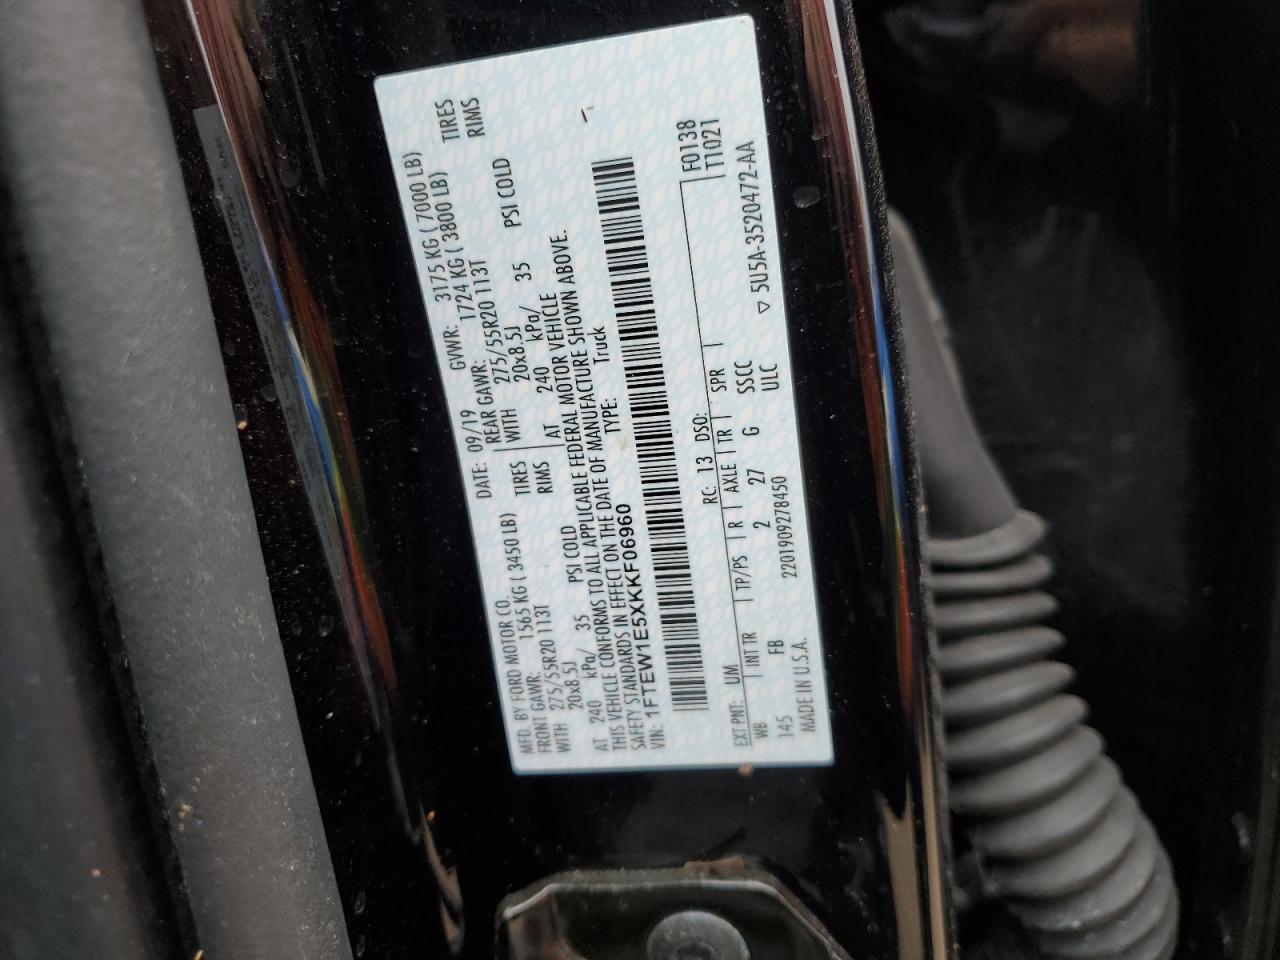 MFD. BY FORD MOTOR CO. DATE: 09/19 GVWR: 3175 KG ( 7000 LB)
FRONT GAWR: 1565 KG ( 3450 LB) REAR GAWR: 1724 KG ( 3800 LB)
WITH 275/55R20 113T TIRES WITH 275/55R20 113T TIRES
20x8.5J RIMS 20x8.5J RIMS
AT 240 kPa/ 35 PSI COLD AT 240 kPa/ 35 PSI COLD
THIS VEHICLE CONFORMS TO ALL APPLICABLE FEDERAL MOTOR VEHICLE
SAFETY STANDARDS IN EFFECT ON THE DATE OF MANUFACTURE SHOWN ABOVE.
VIN: 1FTEW1E5XKKF06960 TYPE: Truck
F0138
EXT PNT: UM RC: 13 DSO: T1021
WB INT TR TP/PS R AXLE TR SPR
145 FB 2 27 G SSCC
MADE IN U.S.A. 2201909278450 ULC ▽ 5U5A-3520472-AA